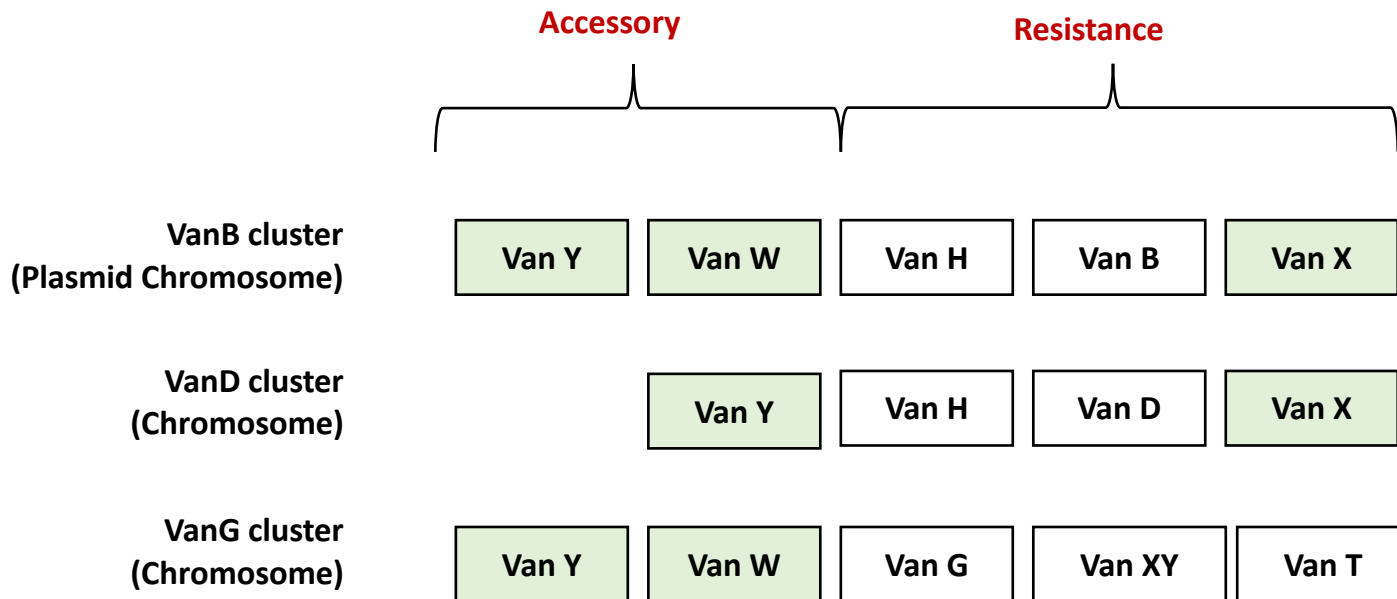 Accessory
Resistance
VanB cluster
(Plasmid Chromosome)
Van Y
Van W
Van H
Van B
Van X
VanD cluster
(Chromosome)
Van Y
Van H
Van D
Van X
VanG cluster
(Chromosome)
Van Y
Van W
Van G
Van XY
Van T